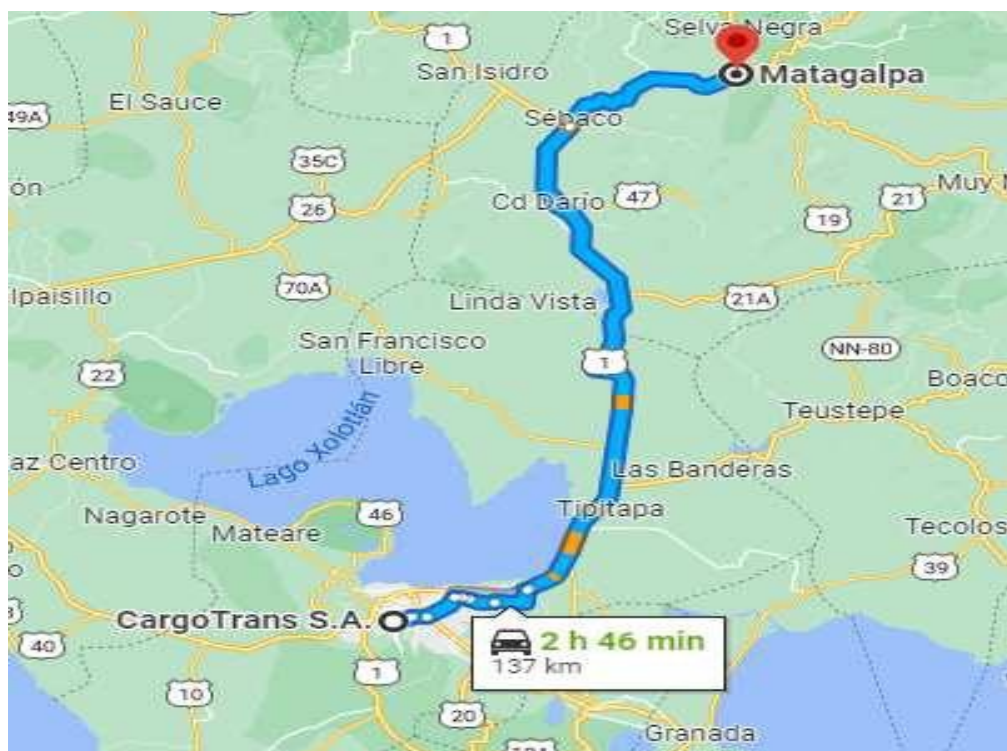 Selva Negra
1
San Isidro
Matagalpa
El Sauce
49A
Sébaco
35C
ón
Cd Darío
47
Muy
26
21
19
70A
lpaisillo
Linda Vista
21A
San Francisco
Libre
1
NN-80
22
Boaco
Teustepe
Lago Xolotlán
az Centro
Las Banderas
Nagarote
46
Tipitapa
Mateare
Tecolos
o
39
CargoTrans S.A.
2 h 46 min
137 km
40
1
10
20
Granada